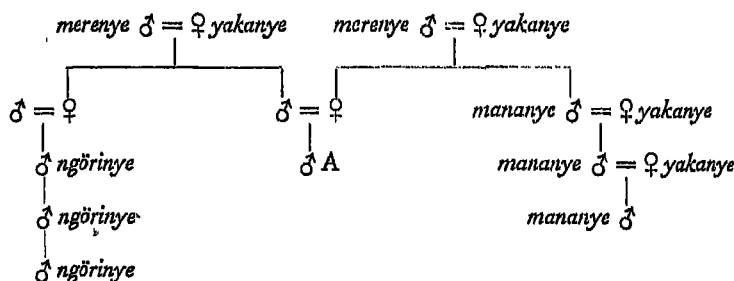 merenye ♂ = ♀ yakanye merenye ♂ = ♀ yakanye
♂ = ♀ ♂ = ♀ mananye ♂ = ♀ yakanye
♂ ngörinye ♂ A mananye ♂ = ♀ yakanye
♂ ngörinye mananye ♂
♂ ngörinye